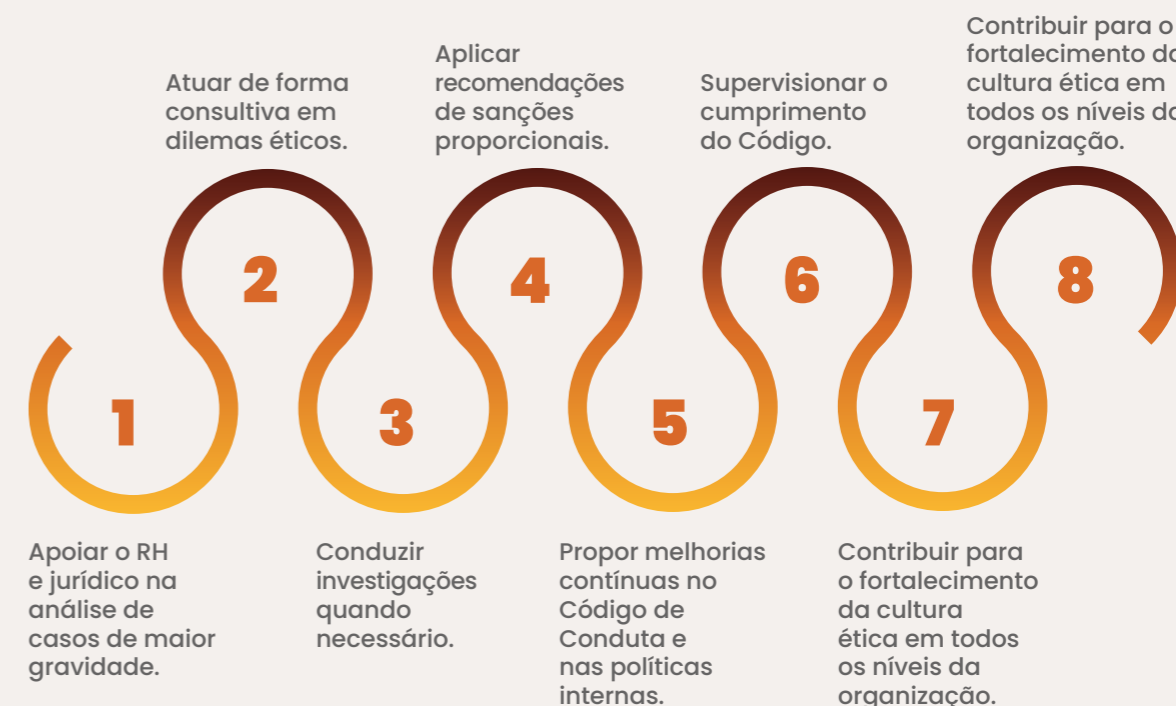 1
Apoiar o RH
e jurídico na
análise de
casos de maior
gravidade.
2
Atuar de forma
consultiva em
dilemas éticos.
3
Conduzir
investigações
quando
necessário.
4
Aplicar
recomendações
de sanções
proporcionais.
5
Propor melhorias
contínuas no
Código de
Conduta e
nas políticas
internas.
6
Supervisionar o
cumprimento
do Código.
7
Contribuir para
o fortalecimento
da cultura
ética em todos
os níveis da
organização.
8
Contribuir para o
fortalecimento da
cultura ética em
todos os níveis da
organização.